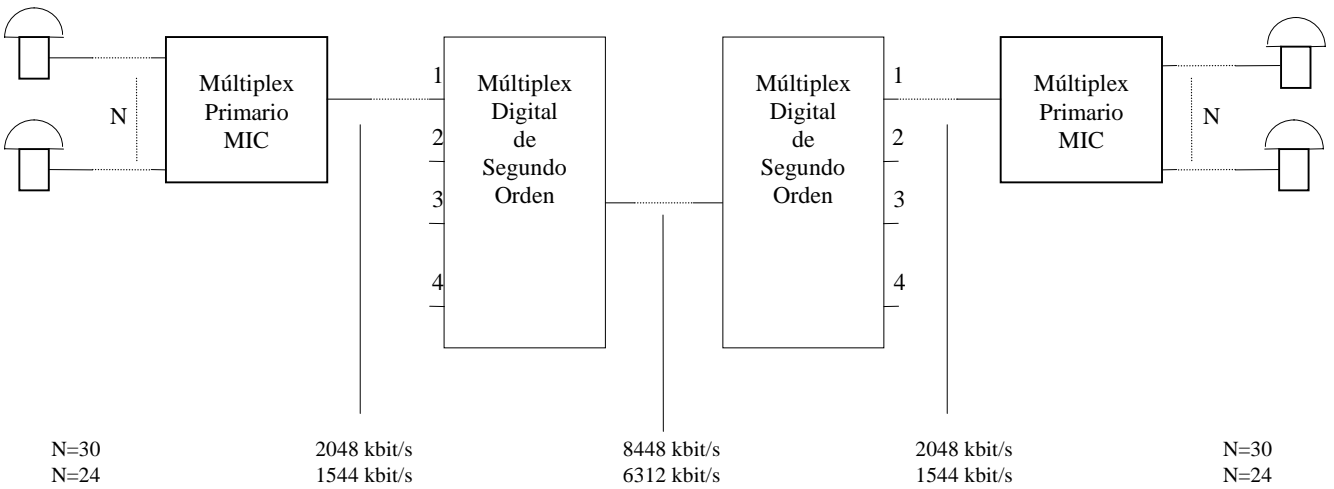 N
Múltiplex
Primario
MIC
1
2
3
4
Múltiplex
Digital
de
Segundo
Orden
Múltiplex
Digital
de
Segundo
Orden
1
2
3
4
Múltiplex
Primario
MIC
N
N=30 2048 kbit/s 8448 kbit/s 2048 kbit/s N=30
N=24 1544 kbit/s 6312 kbit/s 1544 kbit/s N=24